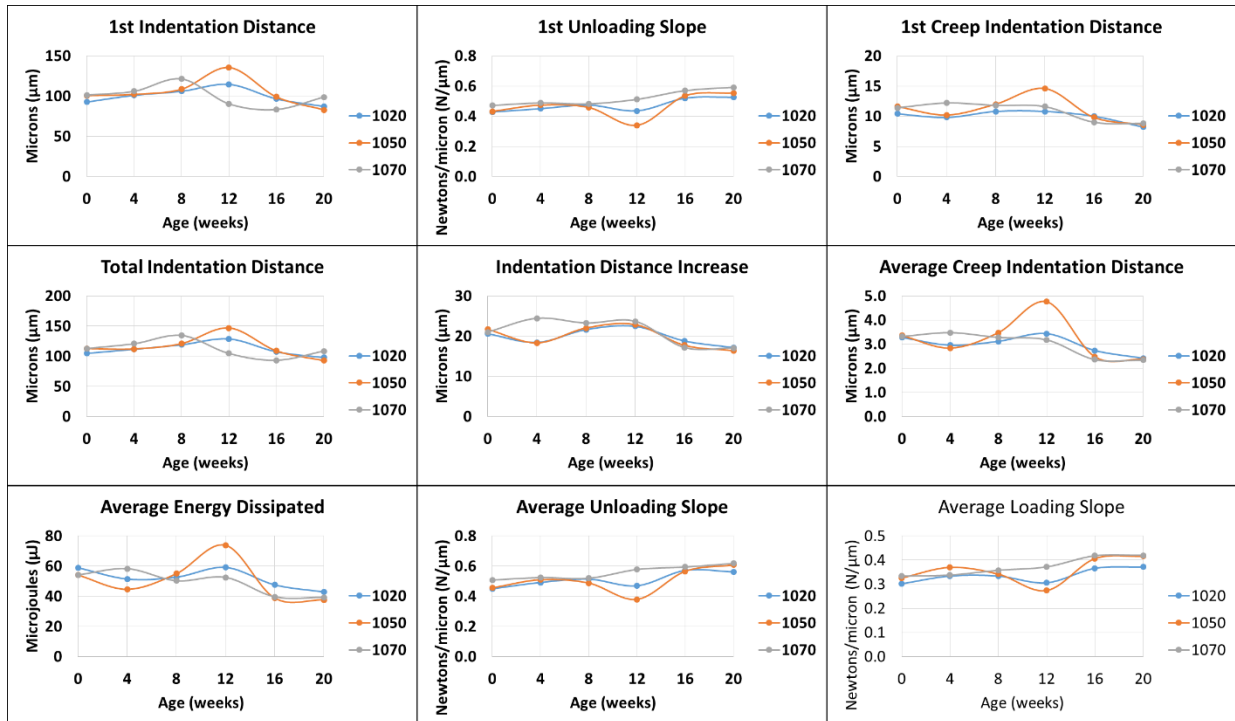 1st Indentation Distance
Microns (µm)
150
100
50
0
0 4 8 12 16 20
Age (weeks)
1020
1050
1070
1st Unloading Slope
Newtons/micron (N/µm)
0.8
0.6
0.4
0.2
0.0
0 4 8 12 16 20
Age (weeks)
1020
1050
1070
1st Creep Indentation Distance
Microns (µm)
20
15
10
5
0
0 4 8 12 16 20
Age (weeks)
1020
1050
1070
Total Indentation Distance
Microns (µm)
200
150
100
50
0
0 4 8 12 16 20
Age (weeks)
1020
1050
1070
Indentation Distance Increase
Microns (µm)
30
20
10
0
0 4 8 12 16 20
Age (weeks)
1020
1050
1070
Average Creep Indentation Distance
Microns (µm)
5.0
4.0
3.0
2.0
1.0
0.0
0 4 8 12 16 20
Age (weeks)
1020
1050
1070
Average Energy Dissipated
Microjoules (µJ)
80
60
40
20
0
0 4 8 12 16 20
Age (weeks)
1020
1050
1070
Average Unloading Slope
Newtons/micron (N/µm)
0.8
0.6
0.4
0.2
0.0
0 4 8 12 16 20
Age (weeks)
1020
1050
1070
Average Loading Slope
Newtons/micron (N/µm)
0.5
0.4
0.3
0.2
0.1
0.0
0 4 8 12 16 20
Age (weeks)
1020
1050
1070